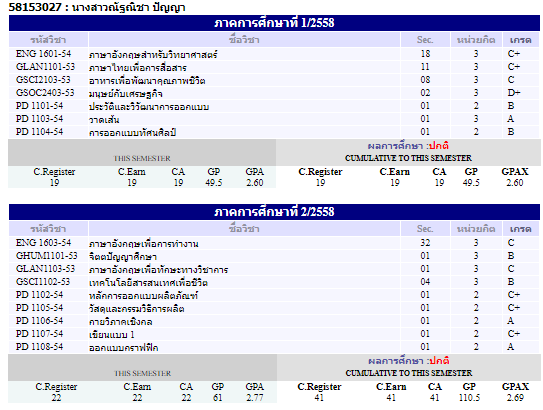 58153027 : นางสาวณัฐณิชา ปัญญา
ภาคการศึกษาที่ 1/2558
รหัสวิชา ชื่อวิชา Sec. หน่วยกิต เกรด
ENG 1601-54 ภาษาอังกฤษสำหรับวิทยาศาสตร์ 18 3 C+
GLAN1101-53 ภาษาไทยเพื่อการสื่อสาร 11 3 C+
GSCI2103-53 อาหารเพื่อพัฒนาคุณภาพชีวิต 08 3 C
GSOC2403-53 มนุษย์กับเศรษฐกิจ 02 3 D+
PD 1101-54 ประวัติและวิวัฒนาการออกแบบ 01 2 B
PD 1103-54 วาดเส้น 01 3 A
PD 1104-54 การออกแบบทัศนศิลป์ 01 2 B
ผลการศึกษา :ปกติ
THIS SEMESTER CUMULATIVE TO THIS SEMESTER
C.Register C.Earn CA GP GPA C.Register C.Earn CA GP GPAX
19 19 19 49.5 2.60 19 19 19 49.5 2.60
ภาคการศึกษาที่ 2/2558
รหัสวิชา ชื่อวิชา Sec. หน่วยกิต เกรด
ENG 1603-54 ภาษาอังกฤษเพื่อการทำงาน 32 3 C
GHUM1101-53 จิตตปัญญาศึกษา 01 3 B
GLAN1103-53 ภาษาอังกฤษเพื่อทักษะทางวิชาการ 01 3 C
GSCI1102-53 เทคโนโลยีสารสนเทศเพื่อชีวิต 04 3 B
PD 1102-54 หลักการออกแบบผลิตภัณฑ์ 01 2 C+
PD 1105-54 วัสดุและกรรมวิธีการผลิต 01 2 C+
PD 1106-54 กายวิภาคเชิงกล 01 2 A
PD 1107-54 เขียนแบบ 1 01 2 C+
PD 1108-54 ออกแบบกราฟฟิค 01 2 A
ผลการศึกษา :ปกติ
THIS SEMESTER CUMULATIVE TO THIS SEMESTER
C.Register C.Earn CA GP GPA C.Register C.Earn CA GP GPAX
22 22 22 61 2.77 41 41 41 110.5 2.69